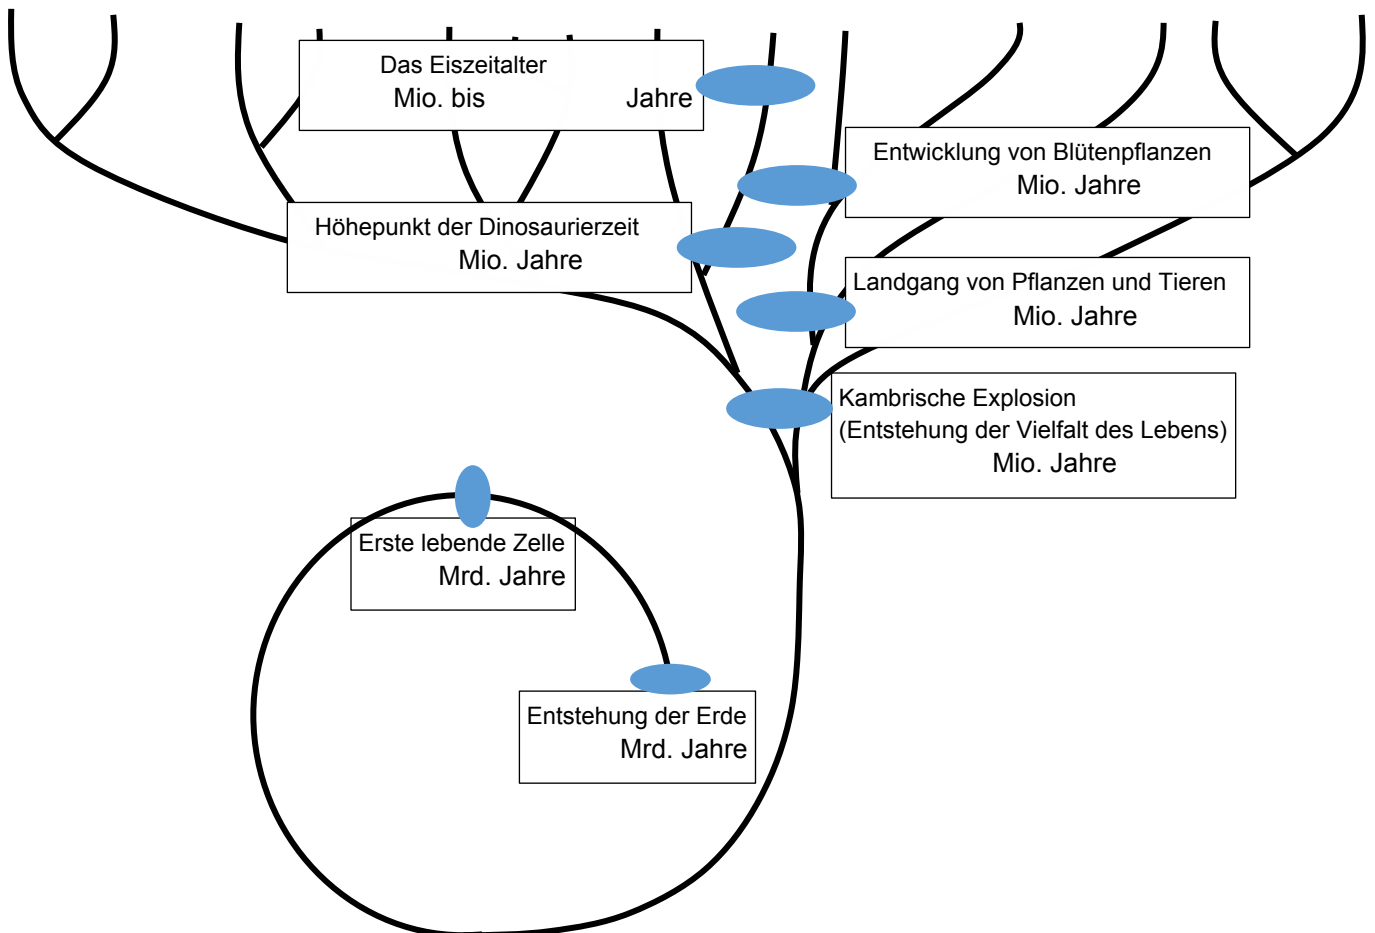 Das Eiszeitalter
Mio. bis Jahre
Entwicklung von Blütenpflanzen
Mio. Jahre
Höhepunkt der Dinosaurierzeit
Mio. Jahre
Landgang von Pflanzen und Tieren
Mio. Jahre
Kambrische Explosion
(Entstehung der Vielfalt des Lebens)
Mio. Jahre
Erste lebende Zelle
Mrd. Jahre
Entstehung der Erde
Mrd. Jahre